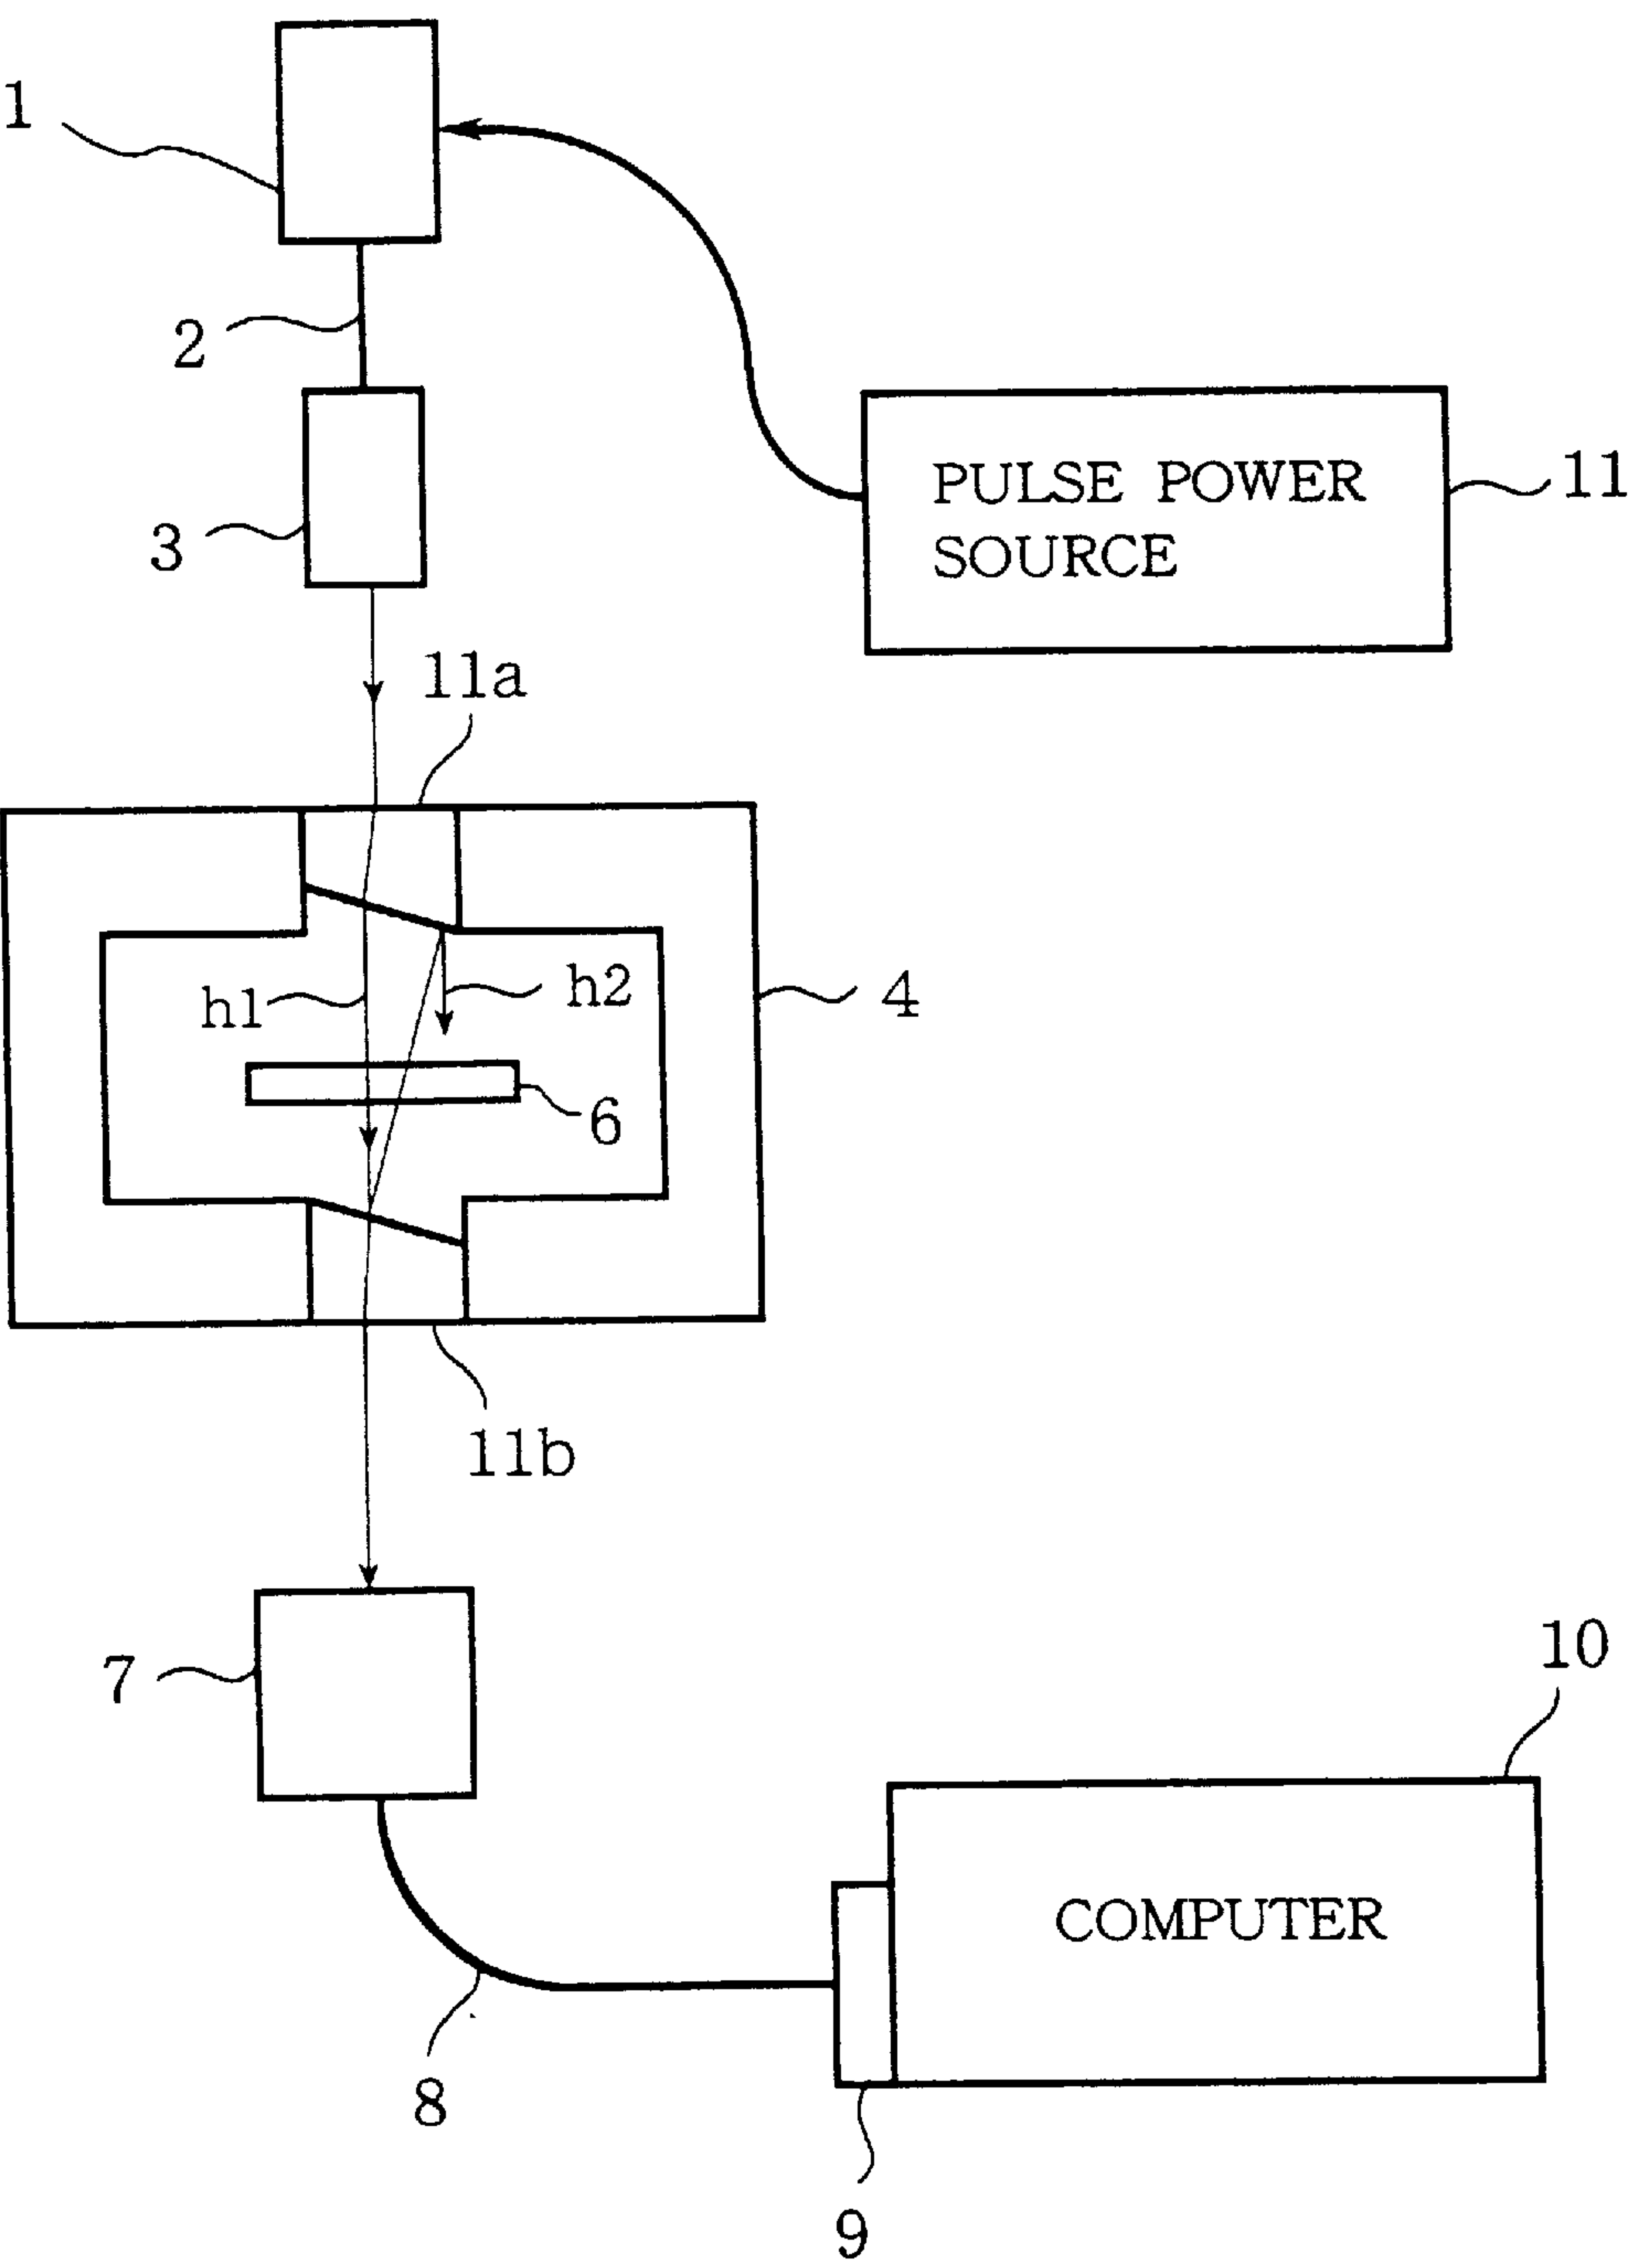 1
2
3
PULSE POWER
SOURCE
11
11a
h1
h2
4
6
11b
7
10
COMPUTER
8
9